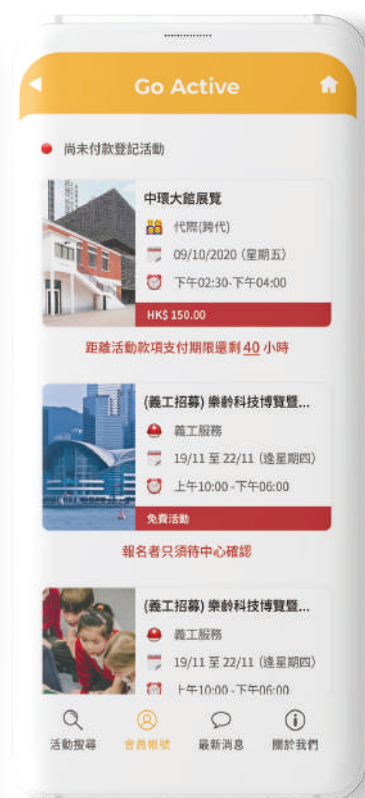 Go Active
尚未付款登記活動
中環大館展覽
代際(跨代)
09/10/2020 (星期五)
下午02:30-下午04:00
HK$ 150.00
距離活動款項支付期限還剩 40 小時
(義工招募) 樂齡科技博覽暨...
義工服務
19/11 至 22/11 (逢星期四)
上午10:00 -下午06:00
免費活動
報名者只須待中心確認
(義工招募) 樂齡科技博覽暨...
義工服務
19/11 至 22/11 (逢星期四)
上午10:00 -下午06:00
活動搜尋
會員帳號
最新消息
關於我們